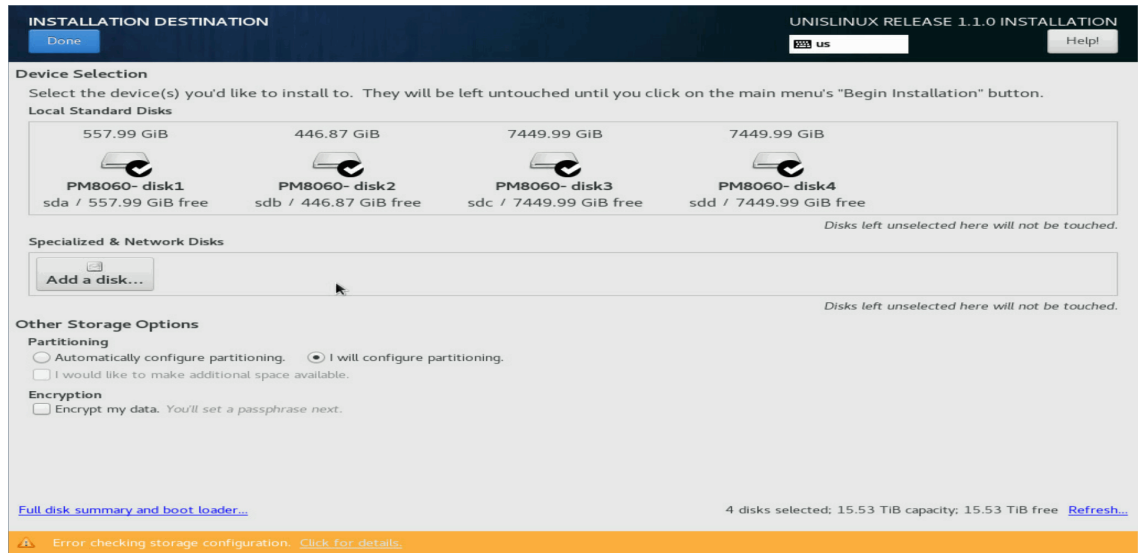 INSTALLATION DESTINATION
UNISLINUX RELEASE 1.1.0 INSTALLATION
Done
us
Help!
Device Selection
Select the device(s) you'd like to install to. They will be left untouched until you click on the main menu's "Begin Installation" button.
Local Standard Disks
557.99 GiB 446.87 GiB 7449.99 GiB 7449.99 GiB
PM8060- disk1 PM8060- disk2 PM8060- disk3 PM8060- disk4
sda / 557.99 GiB free sdb / 446.87 GiB free sdc / 7449.99 GiB free sdd / 7449.99 GiB free
Disks left unselected here will not be touched.
Specialized & Network Disks
Add a disk...
Disks left unselected here will not be touched.
Other Storage Options
Partitioning
Automatically configure partitioning. I will configure partitioning.
I would like to make additional space available.
Encryption
Encrypt my data. You'll set a passphrase next.
Full disk summary and boot loader...
4 disks selected; 15.53 TiB capacity; 15.53 TiB free Refresh...
Error checking storage configuration. Click for details.